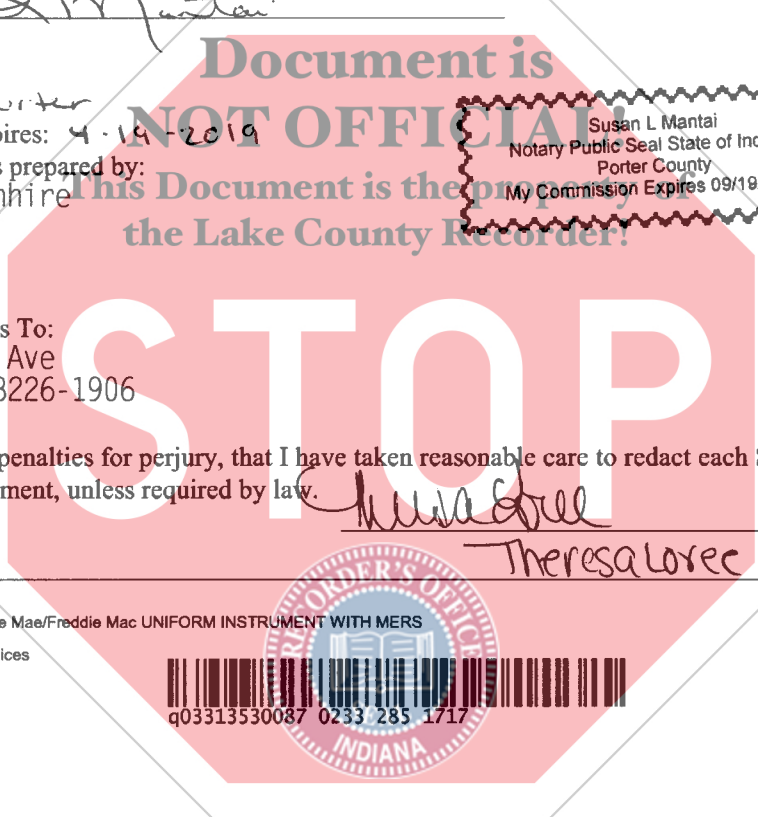 Document is
NOT OFFICIAL!
This Document is the property of
the Lake County Recorder!
STOP
ires: 4-19-2019
s prepared by:
nhire
Susan L Mantai
Notary Public Seal State of Ind
Porter County
My Commission Expires 09/19
s To:
Ave
3226-1906
penalties for perjury, that I have taken reasonable care to redact each S
ment, unless required by law.
Theresa Loree
e Mae/Freddie Mac UNIFORM INSTRUMENT WITH MERS
ices
RECORDER'S OFFICE
INDIANA
q03313530087 0233 285 1717